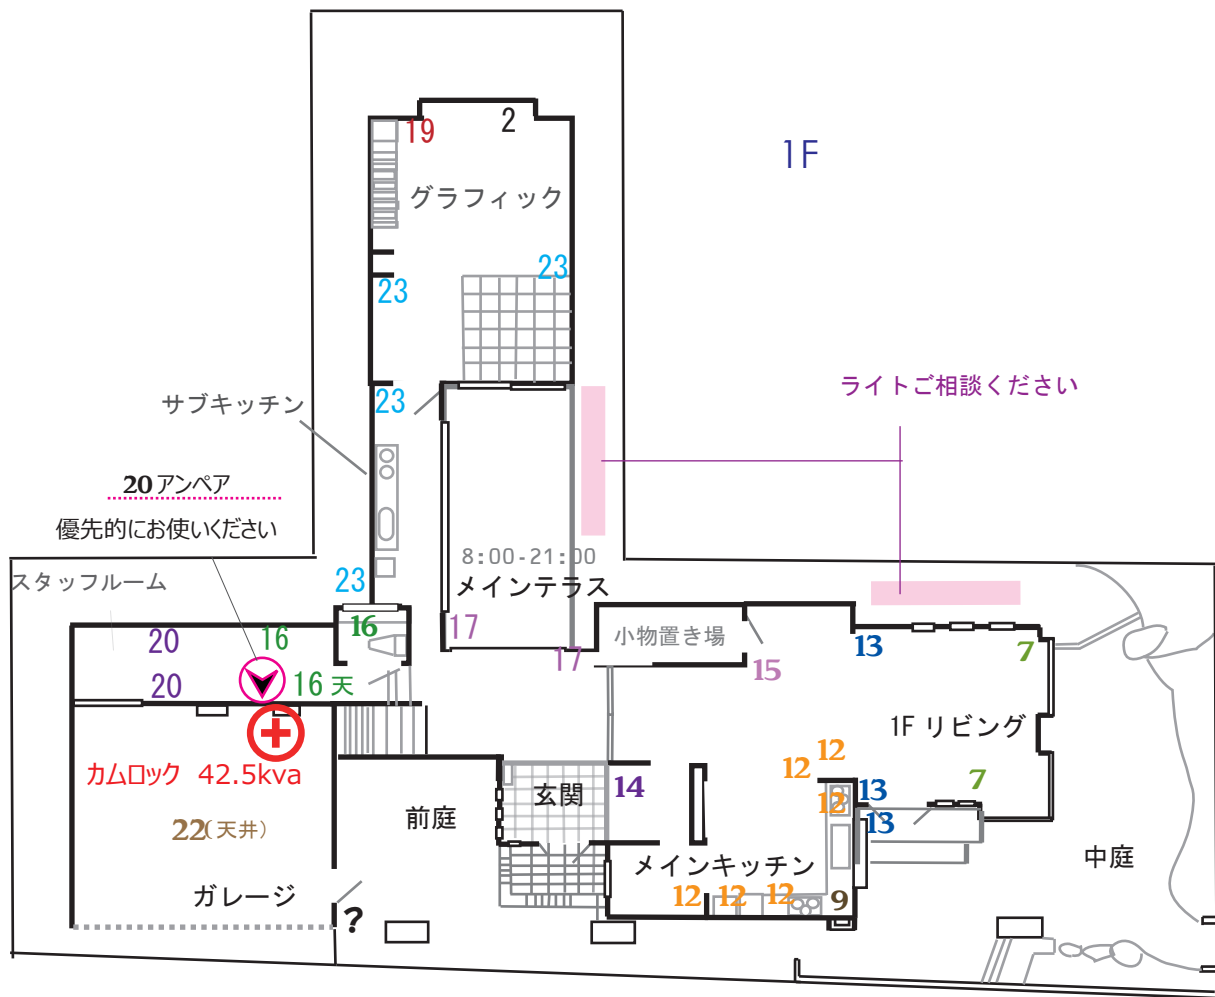 2
19
1F
グラフィック
23
23
ライトご相談ください
23
サブキッチン
20アンペア
優先的にお使いください
8:00-21:00
スタッフルーム
23
メインテラス
20
16
16
17
小物置き場
13
7
17
15
20
16 天
1F リビング
カムロック 42.5kva
12
12
7
14
玄関
13
12
前庭
22(天井)
13
メインキッチン
中庭
ガレージ
12
12
12
9
?